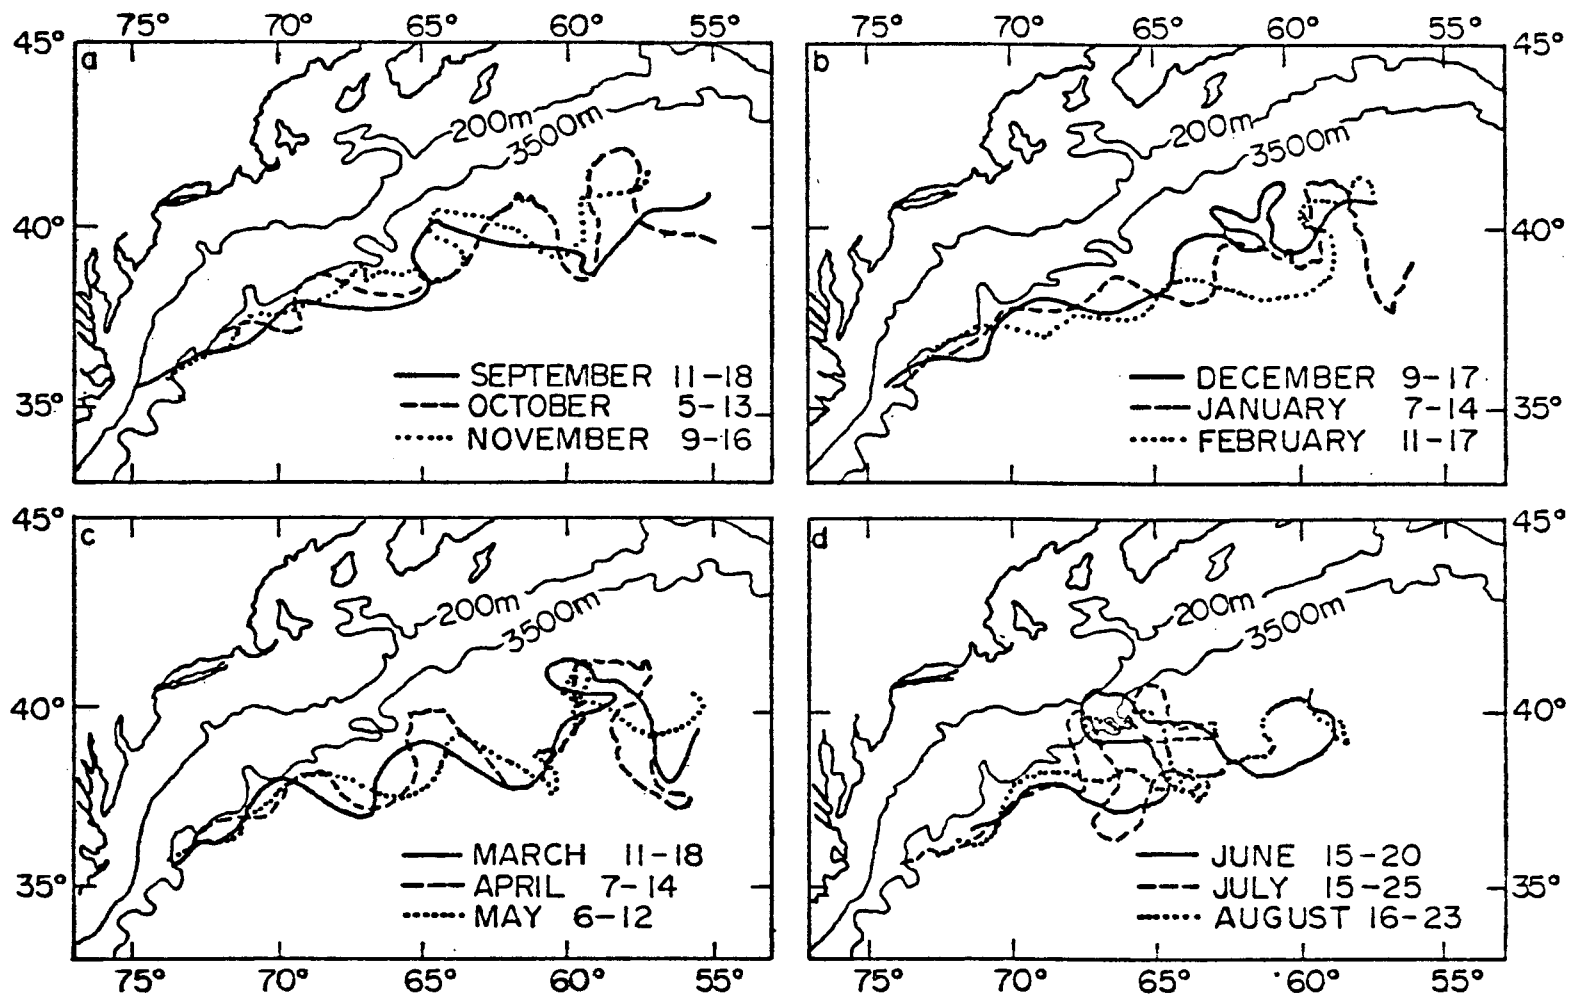 75° 70° 65° 60° 55°
75° 70° 65° 60° 55°
45°
a
200m
3500m
40°
35°
SEPTEMBER 11-18
OCTOBER 5-13
NOVEMBER 9-16
b
45°
200m
3500m
40°
35°
DECEMBER 9-17
JANUARY 7-14
FEBRUARY 11-17
45°
c
200m
3500m
40°
35°
MARCH 11-18
APRIL 7-14
MAY 6-12
d
45°
200m
3500m
40°
35°
JUNE 15-20
JULY 15-25
AUGUST 16-23
75° 70° 65° 60° 55°
75° 70° 65° 60° 55°